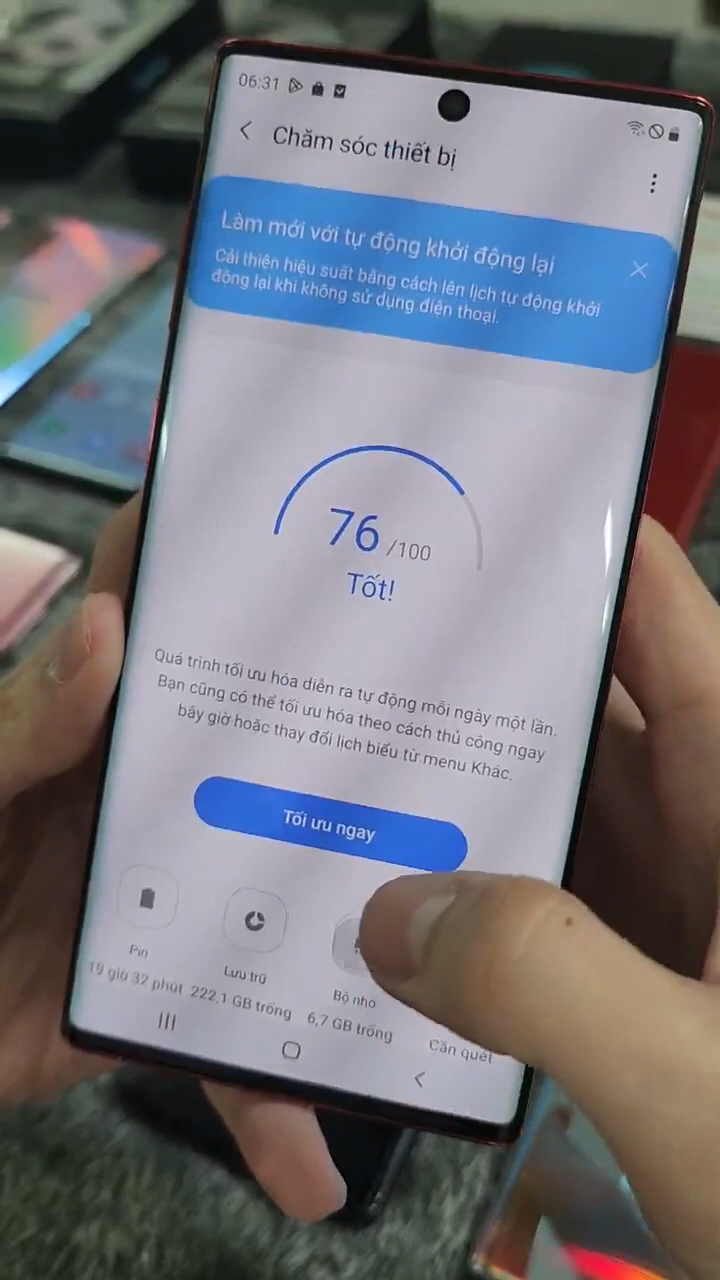 06:31
Chăm sóc thiết bị
Làm mới với tự động khởi động lại
Cải thiện hiệu suất bằng cách lên lịch tự động khởi
động lại khi không sử dụng điện thoại.
76 /100
Tốt!
Quá trình tối ưu hóa diễn ra tự động mỗi ngày một lần.
Bạn cũng có thể tối ưu hóa theo cách thủ công ngay
bây giờ hoặc thay đổi lịch biểu từ menu Khác.
Tối ưu ngay
Pin
19 giờ 32 phút
Lưu trữ
222,1 GB trống
Bộ nhớ
6,7 GB trống
Cần quét